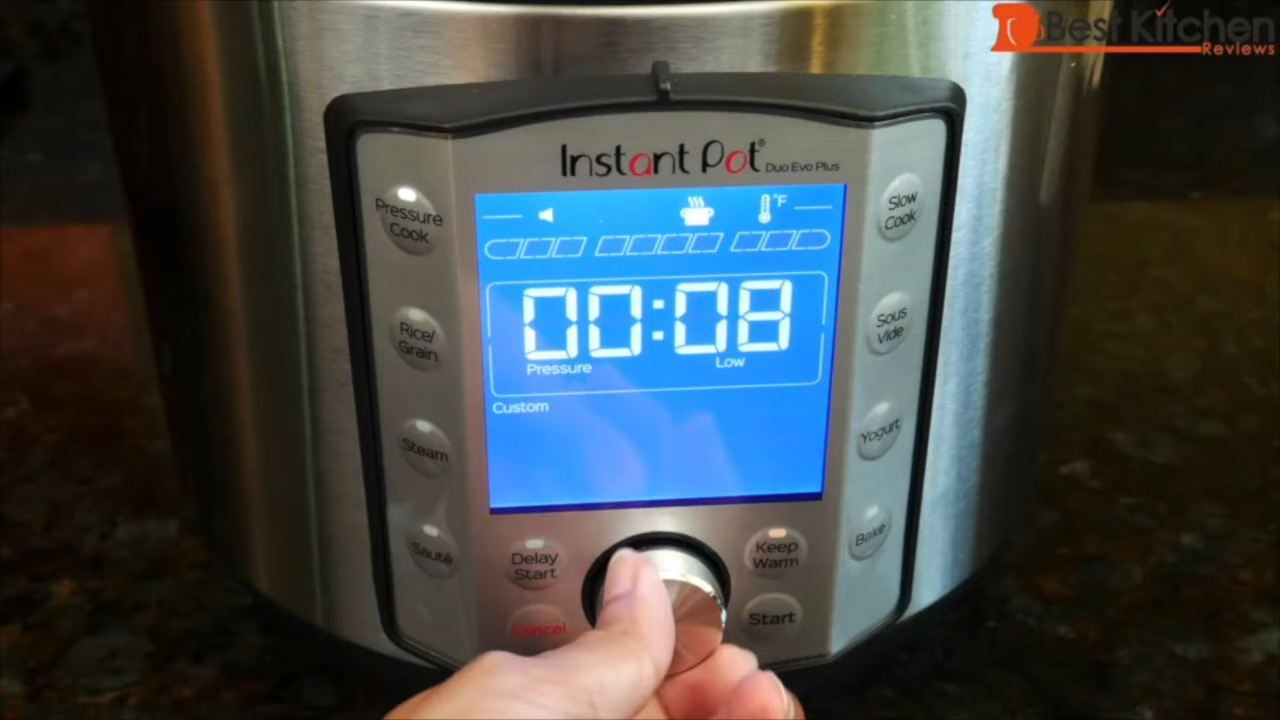 Best Kitchen
Reviews
Instant Pot® Duo Evo Plus
°F
00:08
Pressure Low
Custom
Pressure
Cook
Rice/
Grain
Steam
Sauté
Slow
Cook
Sous
Vide
Yogurt
Bake
Delay
Start
Cancel
Keep
Warm
Start